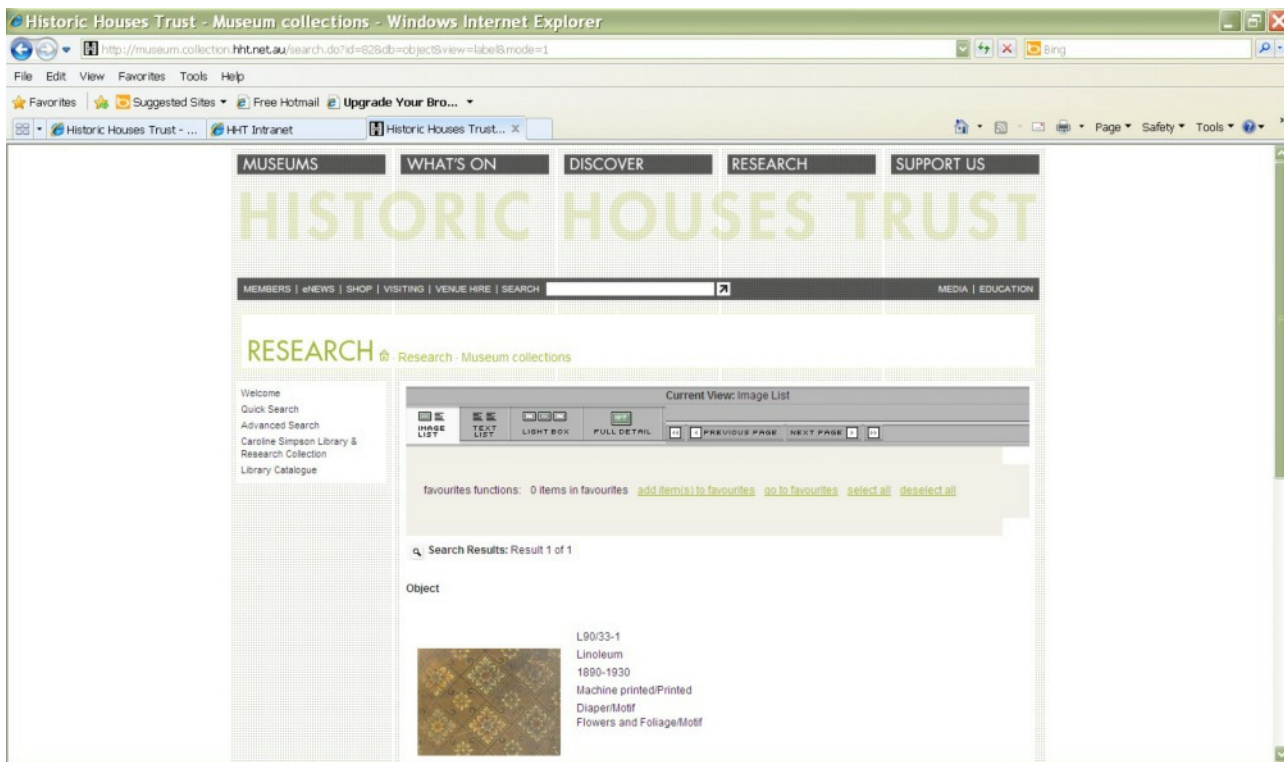 Historic Houses Trust - Museum collections - Windows Internet Explorer
http://museum.collection.hht.net.au/search.do?id=82&db=object&view=label&mode=1
Bing
File Edit View Favorites Tools Help
Favorites Suggested Sites Free Hotmail Upgrade Your Bro...
Historic Houses Trust - ... HHT Intranet Historic Houses Trust... Page Safety Tools
MUSEUMS WHAT'S ON DISCOVER RESEARCH SUPPORT US
HISTORIC HOUSES TRUST
MEMBERS | eNEWS | SHOP | VISITING | VENUE HIRE | SEARCH MEDIA | EDUCATION
RESEARCH - Research - Museum collections
Welcome
Quick Search
Advanced Search
Caroline Simpson Library &
Research Collection
Library Catalogue
Current View: Image List
IMAGE LIST TEXT LIST LIGHT BOX FULL DETAIL PREVIOUS PAGE NEXT PAGE
favourites functions: 0 items in favourites add item(s) to favourites go to favourites select all deselect all
Search Results: Result 1 of 1
Object
L90/33-1
Linoleum
1890-1930
Machine printed/Printed
Diaper/Motif
Flowers and Foliage/Motif